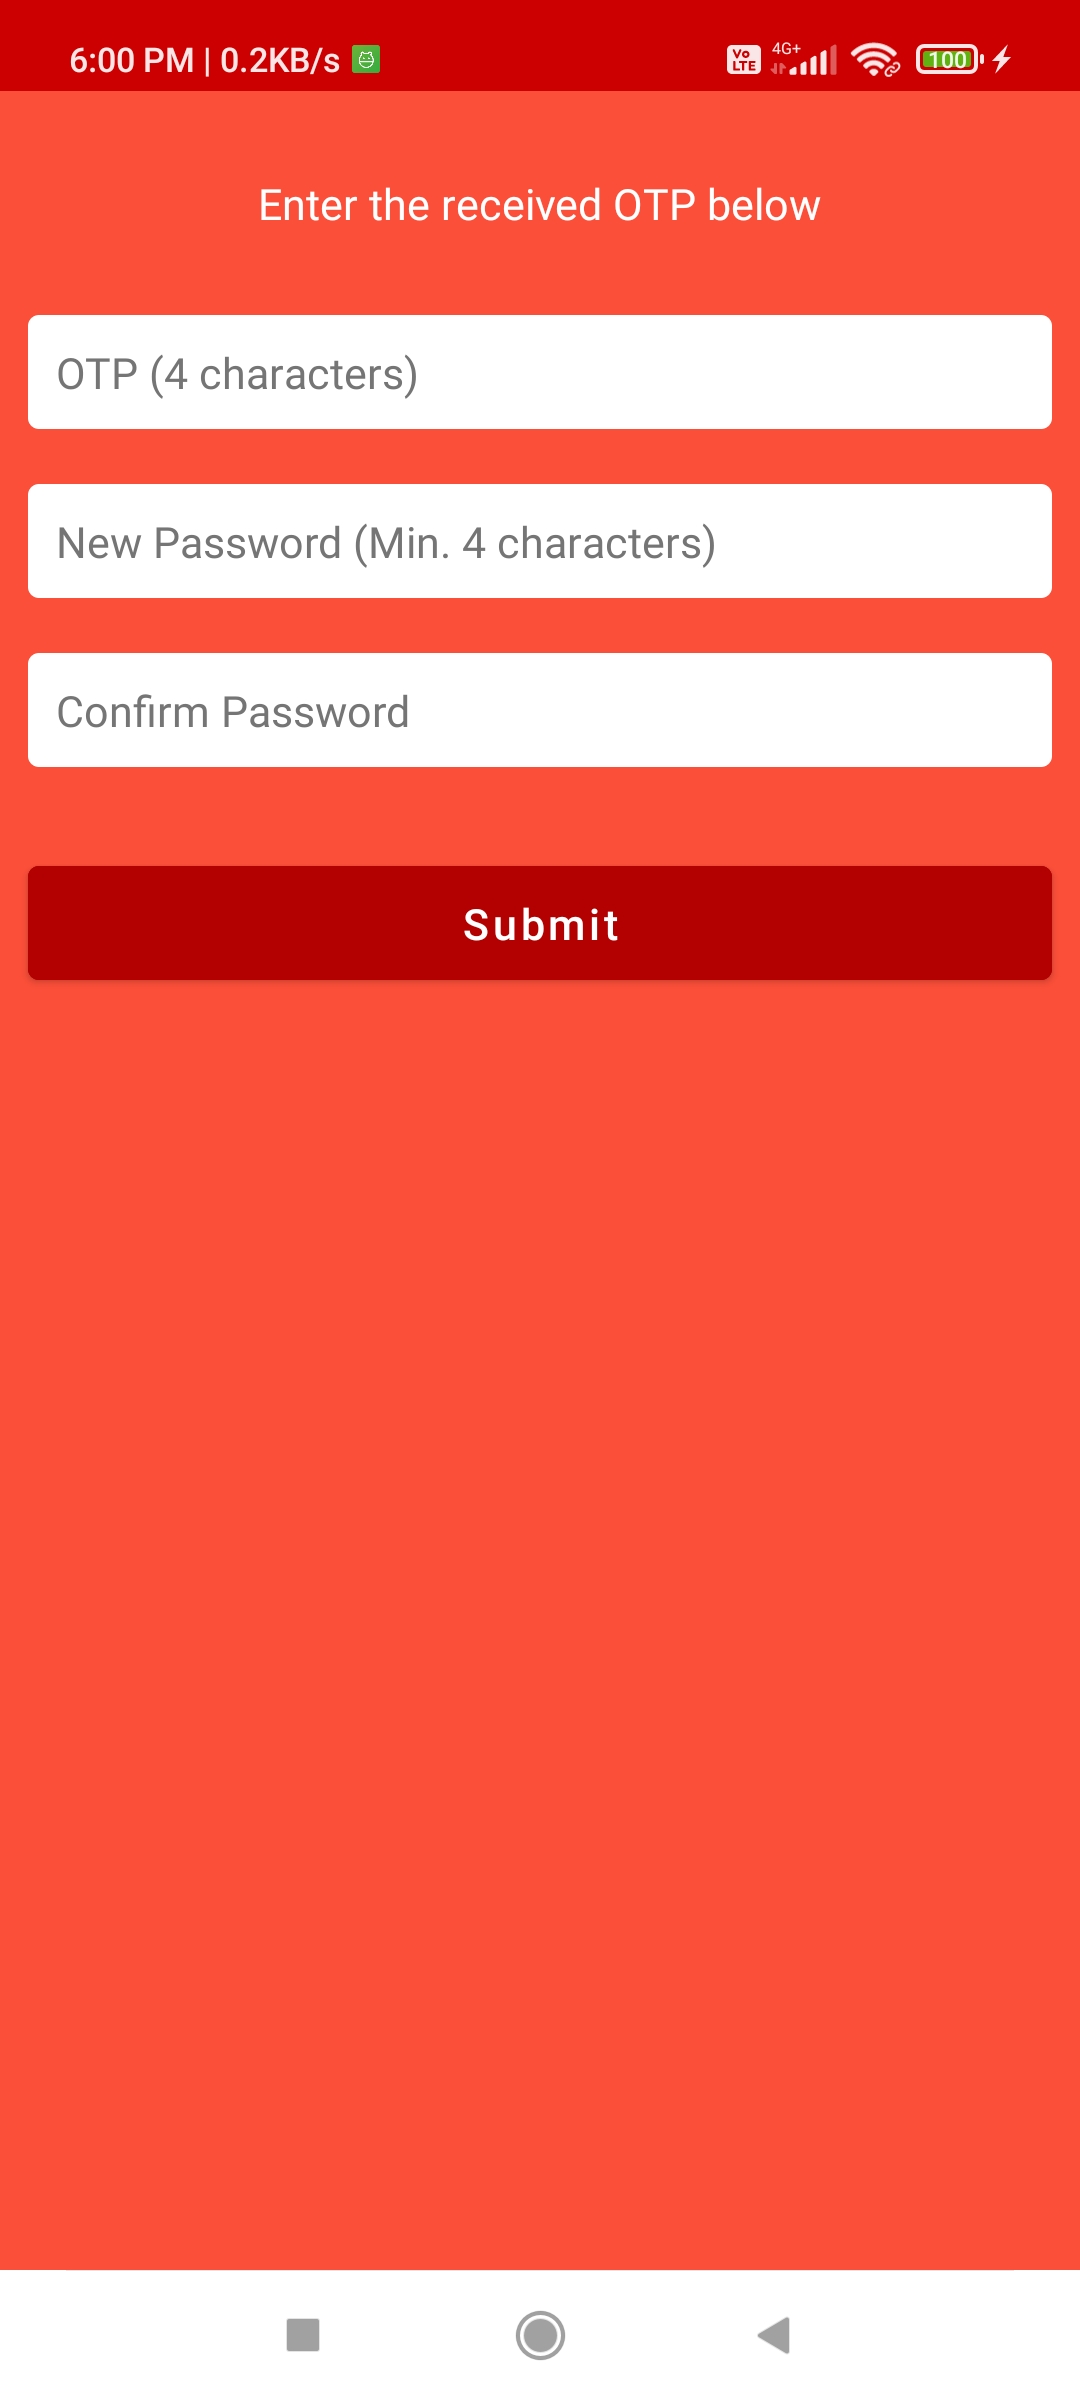 6:00 PM | 0.2KB/s Vo LTE 4G+ 100
Enter the received OTP below
OTP (4 characters)
New Password (Min. 4 characters)
Confirm Password
Submit